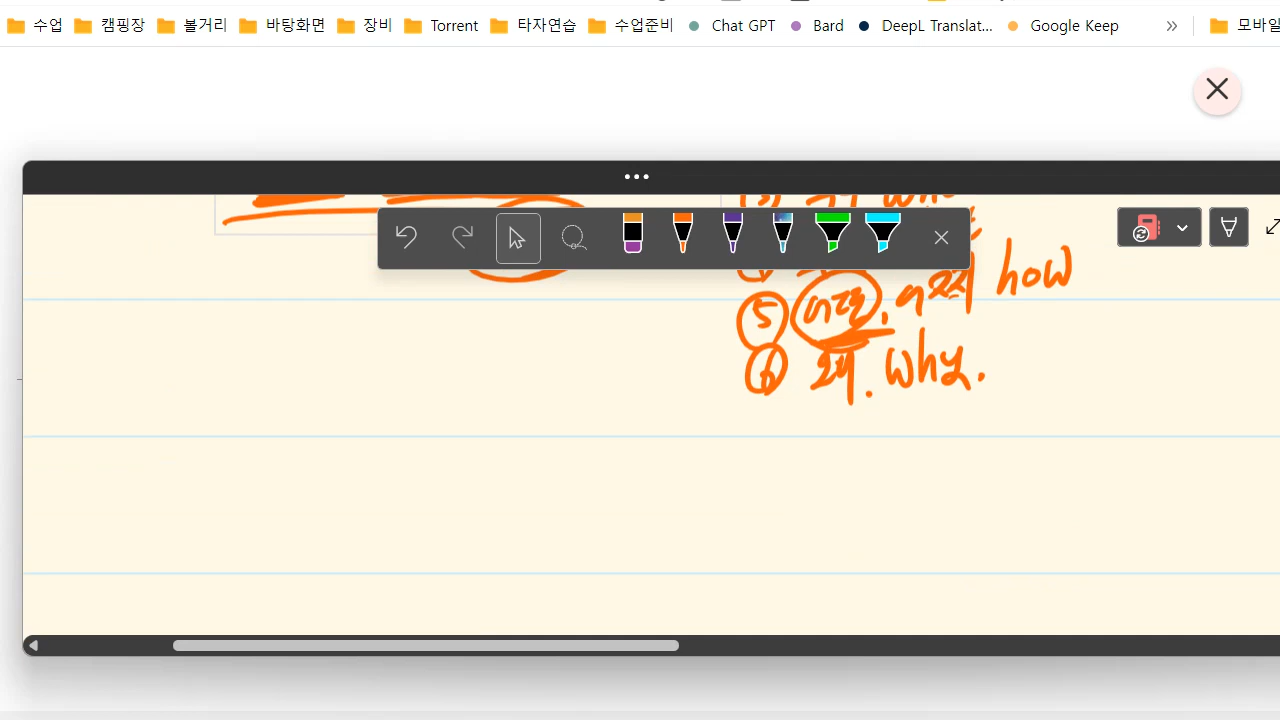 수업 캠핑장 볼거리 바탕화면 장비 Torrent 타자연습 수업준비 Chat GPT Bard DeepL Translat... Google Keep » 모바일
⑤ 어떻게 how
⑥ 왜. why.